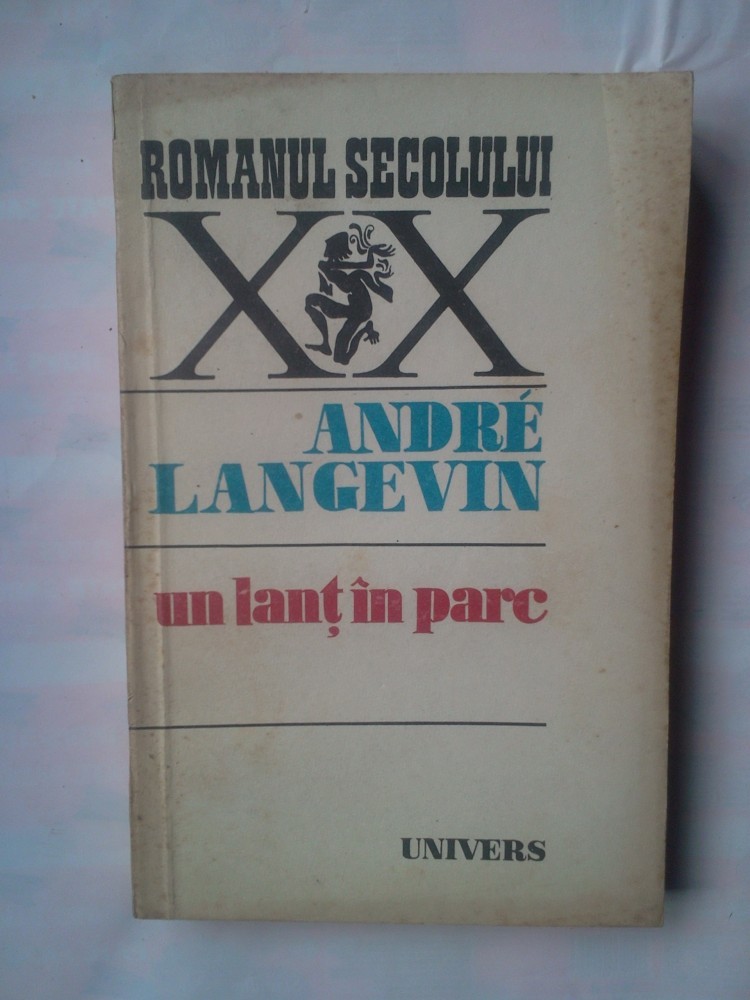 ROMANUL SECOLULUI
XX
ANDRÉ
LANGEVIN
un lanț în parc
UNIVERS